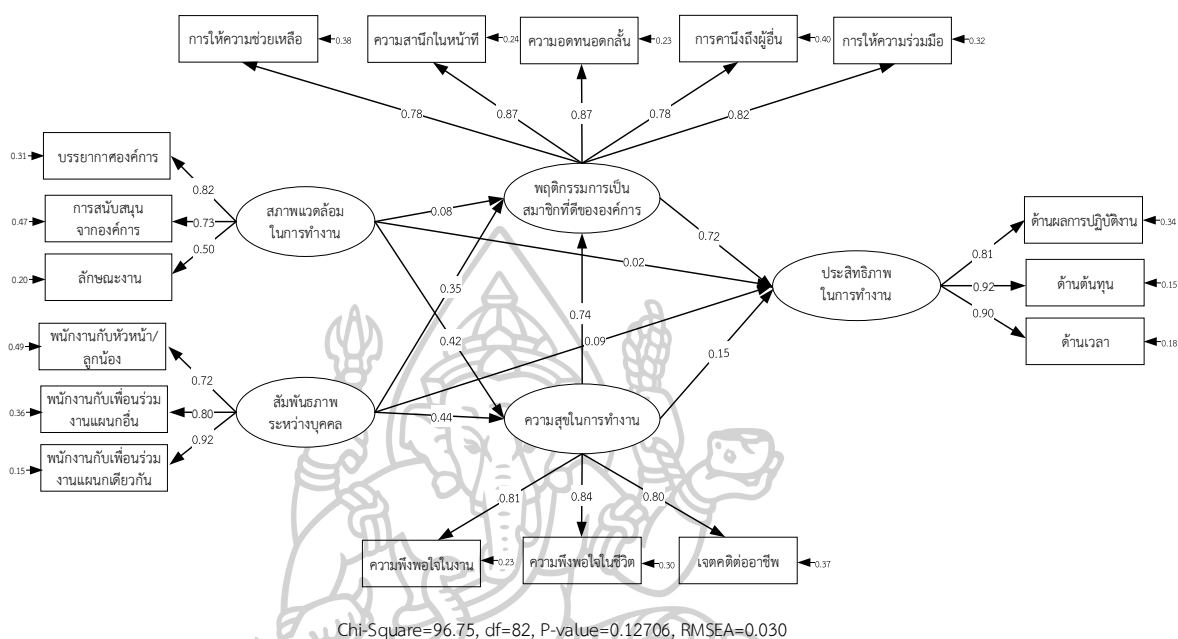 การให้ความช่วยเหลือ
0.38
ความสานึกในหน้าที
0.24
ความอดทนอดกลั้น
0.23
การคานึงถึงผู้อื่น
0.40
การให้ความร่วมมือ
0.32
0.78
0.87
0.87
0.78
0.82
0.31
บรรยากาศองค์การ
0.82
0.47
การสนับสนุน
จากองค์การ
0.73
0.20
ลักษณะงาน
0.50
สภาพแวดล้อม
ในการทำงาน
พฤติกรรมการเป็น
สมาชิกที่ดีขององค์การ
0.08
0.02
0.72
0.35
0.42
0.74
0.09
0.15
0.44
ประสิทธิภาพ
ในการทำงาน
0.81
ด้านผลการปฏิบัติงาน
0.34
0.92
ด้านต้นทุน
0.15
0.90
ด้านเวลา
0.18
0.49
พนักงานกับหัวหน้า/
ลูกน้อง
0.72
0.36
พนักงานกับเพื่อนร่วม
งานแผนกอื่น
0.80
0.15
พนักงานกับเพื่อนร่วม
งานแผนกเดียวกัน
0.92
สัมพันธภาพ
ระหว่างบุคคล
ความสุขในการทำงาน
0.81
0.84
0.80
ความพึงพอใจในงาน
0.23
ความพึงพอใจในชีวิต
0.30
เจตคติต่ออาชีพ
0.37
Chi-Square=96.75, df=82, P-value=0.12706, RMSEA=0.030